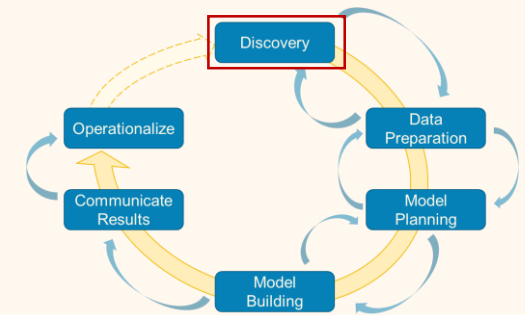 Discovery
Data
Preparation
Model
Planning
Model
Building
Communicate
Results
Operationalize